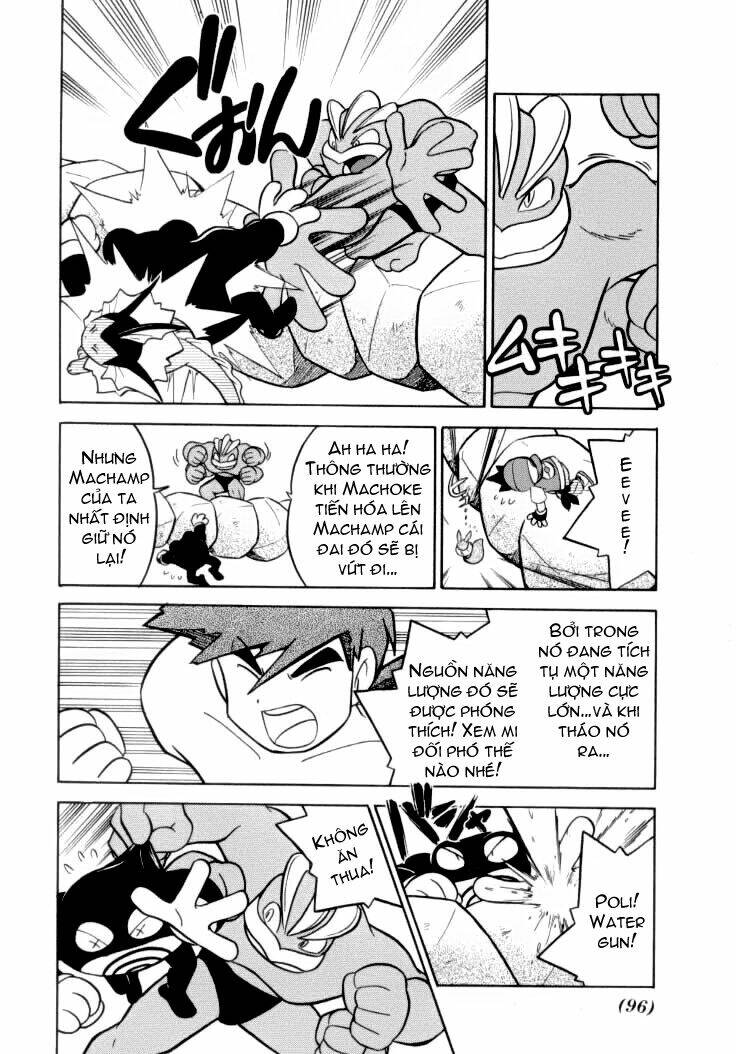 ムキ
ムキムキ
ぐおん
EEVEE!
AH HA HA!
THÔNG THƯỜNG
KHI MACHOKE
TIẾN HÓA LÊN
MACHAMP CÁI
ĐAI ĐÓ SẼ BỊ
VỨT ĐI...
NHƯNG
MACHAMP
CỦA TA
NHẤT ĐỊNH
GIỮ NÓ
LẠI!
BỞI TRONG
NÓ ĐANG TÍCH
TỤ MỘT NĂNG
LƯỢNG CỰC
LỚN...VÀ KHI
THÁO NÓ
RA...
NGUỒN NĂNG
LƯỢNG ĐÓ SẼ
ĐƯỢC PHÓNG
THÍCH! XEM MI
ĐỐI PHÓ THẾ
NÀO NHÉ!
POLI!
WATER
GUN!
KHÔNG
ĂN
THUA!
(96)